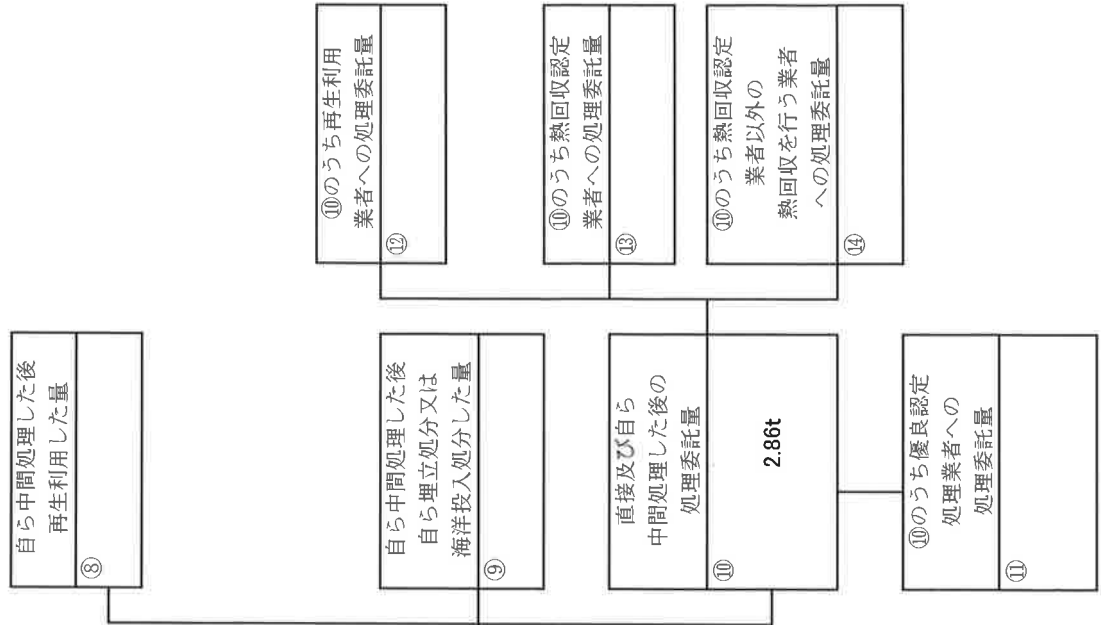 自ら中間処理した後
再生利用した量
⑧
自ら中間処理した後
自ら埋立処分又は
海洋投入処分した量
⑨
直接及び自ら
中間処理した後の
処理委託量
⑩
2.86t
⑩のうち優良認定
処理業者への
処理委託量
⑪
⑩のうち再生利用
業者への処理委託量
⑫
⑩のうち熱回収認定
業者への処理委託量
⑬
⑩のうち熱回収認定
業者以外の
熱回収を行う業者
への処理委託量
⑭